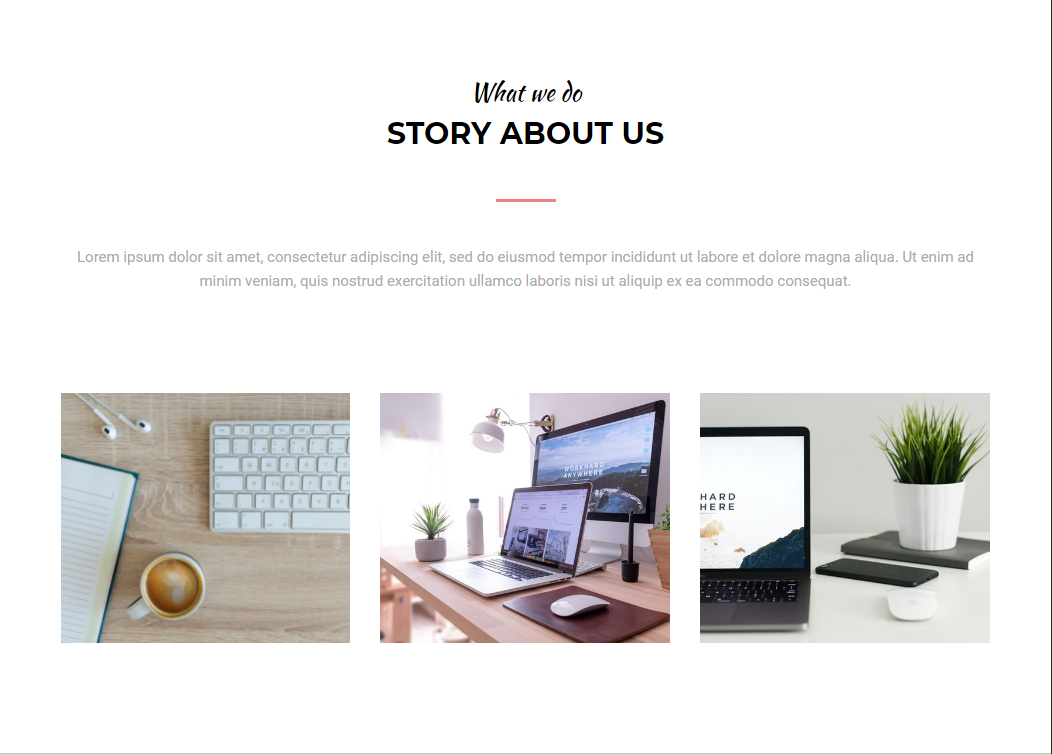 What we do
STORY ABOUT US
Lorem ipsum dolor sit amet, consectetur adipiscing elit, sed do eiusmod tempor incididunt ut labore et dolore magna aliqua. Ut enim ad
minim veniam, quis nostrud exercitation ullamco laboris nisi ut aliquip ex ea commodo consequat.
WORKHARD
ANYWHERE
HARD
HERE